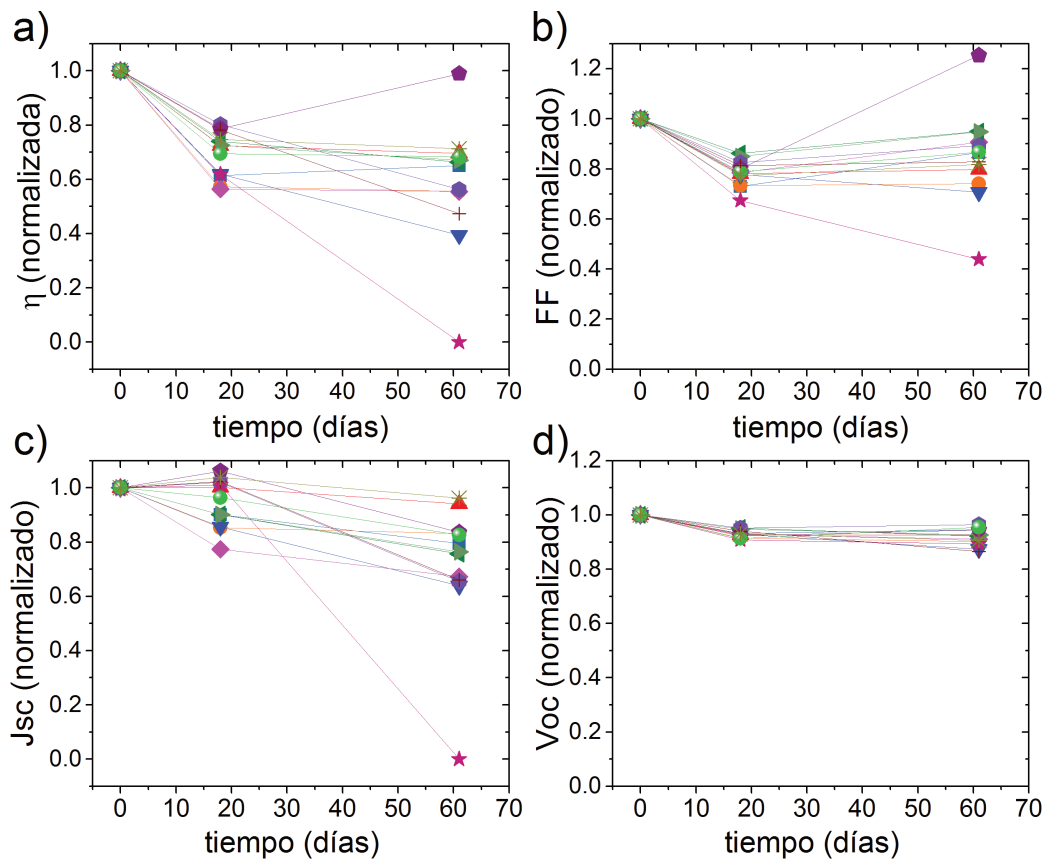 a)
η (normalizada)
1.0
0.8
0.6
0.4
0.2
0.0
0 10 20 30 40 50 60 70
tiempo (días)
b)
FF (normalizado)
1.2
1.0
0.8
0.6
0.4
0.2
0.0
0 10 20 30 40 50 60 70
tiempo (días)
c)
Jsc (normalizado)
1.0
0.8
0.6
0.4
0.2
0.0
0 10 20 30 40 50 60 70
tiempo (días)
d)
Voc (normalizado)
1.2
1.0
0.8
0.6
0.4
0.2
0.0
0 10 20 30 40 50 60 70
tiempo (días)